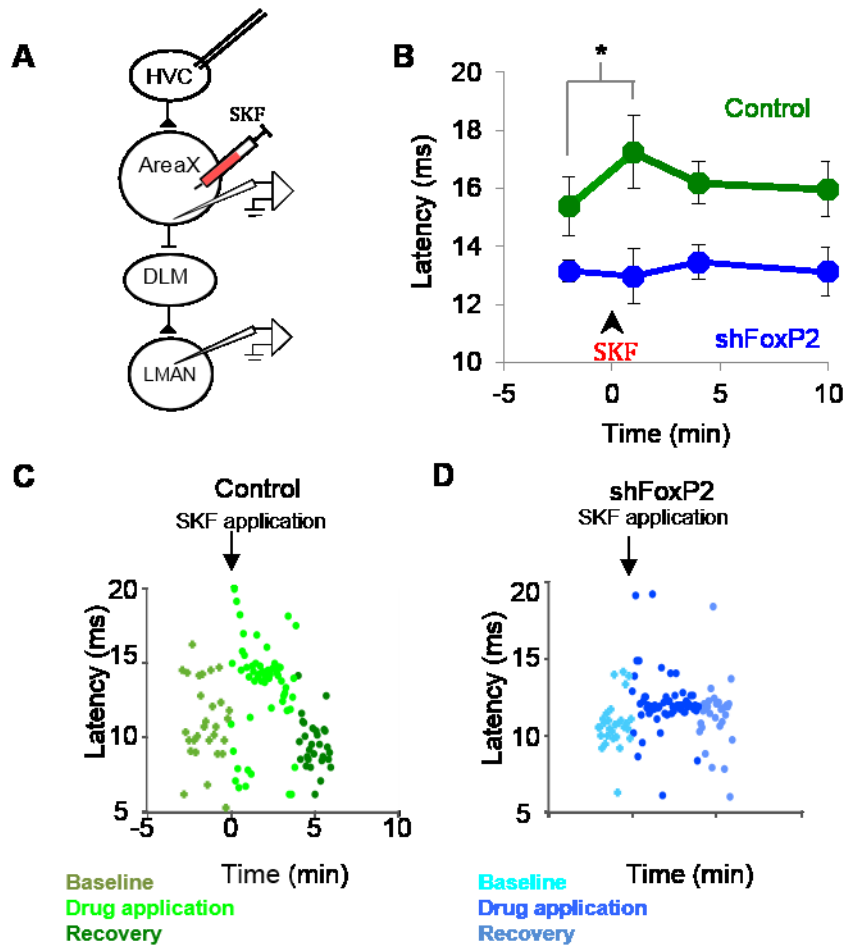 A
HVC
SKF
AreaX
DLM
LMAN
B
*
20
18
16
14
12
10
Latency (ms)
Control
shFoxP2
SKF
-5
0
5
10
Time (min)
C
Control
SKF application
20
15
10
5
Latency (ms)
-5
0
5
10
Time (min)
Baseline
Drug application
Recovery
D
shFoxP2
SKF application
20
15
10
5
Latency (ms)
Time (min)
Baseline
Drug application
Recovery